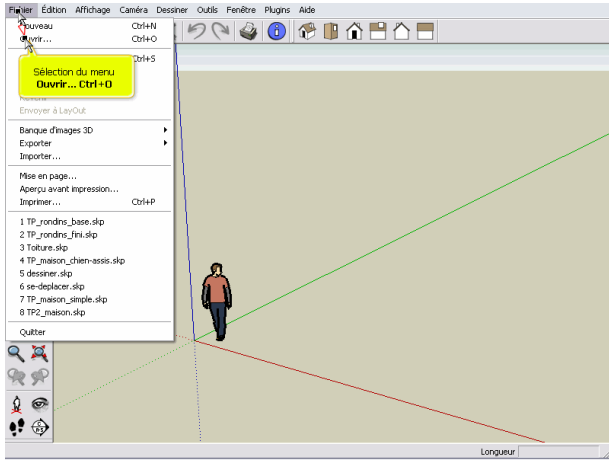 Fichier Édition Affichage Caméra Dessiner Outils Fenêtre Plugins Aide
Nouveau Ctrl+N
Ouvrir... Ctrl+O
Ctrl+S
Sélection du menu
Ouvrir... Ctrl+O
Envoyer à LayOut
Banque d'images 3D
Exporter
Importer...
Mise en page...
Aperçu avant impression...
Imprimer... Ctrl+P
1 TP_rondins_base.skp
2 TP_rondins_fini.skp
3 Toiture.skp
4 TP_maison_chien-assis.skp
5 dessiner.skp
6 se-deplacer.skp
7 TP_maison_simple.skp
8 TP2_maison.skp
Quitter
Longueur